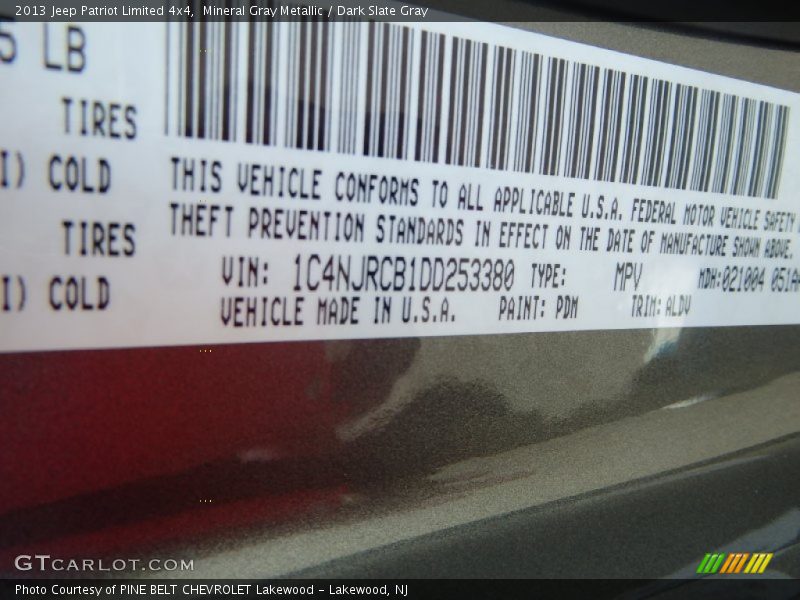 2013 Jeep Patriot Limited 4x4, Mineral Gray Metallic / Dark Slate Gray
5 LB
TIRES
I) COLD
TIRES
I) COLD
THIS VEHICLE CONFORMS TO ALL APPLICABLE U.S.A. FEDERAL MOTOR VEHICLE SAFETY
THEFT PREVENTION STANDARDS IN EFFECT ON THE DATE OF MANUFACTURE SHOWN ABOVE.
VIN: 1C4NJRCB1DD253380 TYPE: MPV MDH:021004 051A
VEHICLE MADE IN U.S.A. PAINT: PDM TRIM: ALDV
GTCARLOT.COM
Photo Courtesy of PINE BELT CHEVROLET Lakewood - Lakewood, NJ